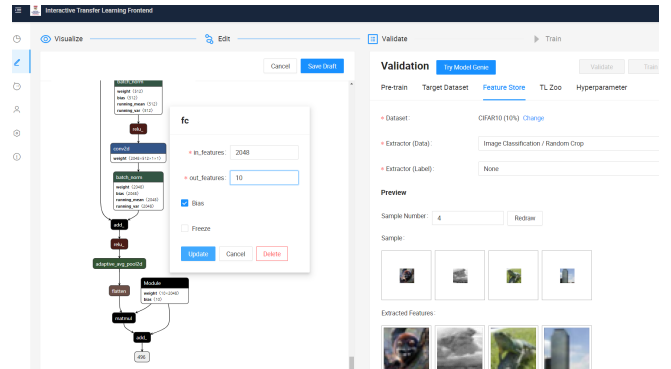 Interactive Transfer Learning Frontend
Visualize
Edit
Validate
Train
Cancel
Save Draft
batch_norm
weight (512)
bias (512)
running_mean (512)
running_var (512)
relu_
conv2d
weight (2048×512×1×1)
batch_norm
weight (2048)
bias (2048)
running_mean (2048)
running_var (2048)
add_
relu_
adaptive_avg_pool2d
flatten
Module
weight (10×2048)
bias (10)
matmul
add_
fc
* in_features: 2048
* out_features: 10
Bias
Freeze
Update
Cancel
Delete
Validation
Try Model Genie
Validate
Train
Pre-train
Target Dataset
Feature Store
TL Zoo
Hyperparameter
* Dataset:
CIFAR10 (10%) Change
* Extractor (Data):
Image Classification / Random Crop
* Extractor (Label):
None
Preview
Sample Number: 4
Redraw
Sample:
Extracted Features: